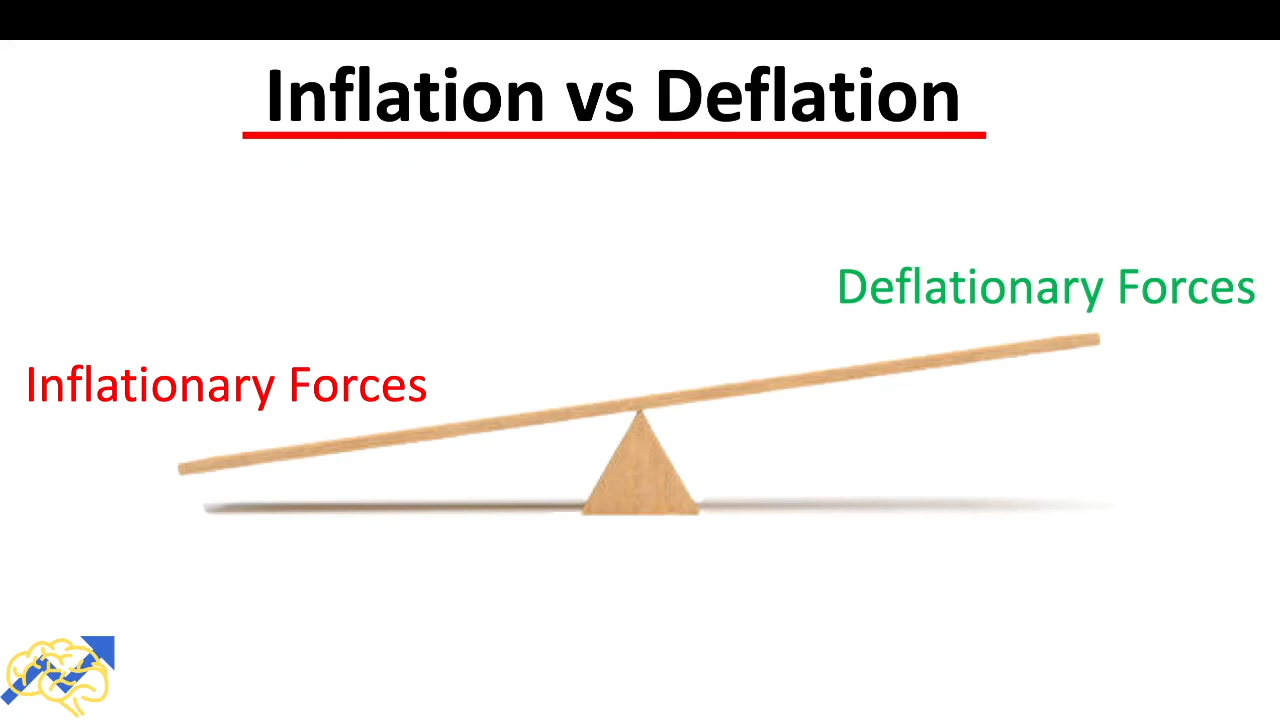 Inflation vs Deflation
Deflationary Forces
Inflationary Forces